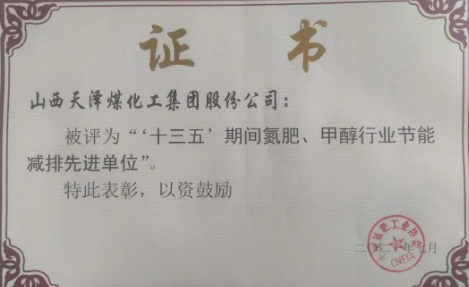 证 书
山西天泽煤化工集团股份公司：
被评为“‘十三五’期间氮肥、甲醇行业节能
减排先进单位”。
特此表彰，以资鼓励
CNFIA